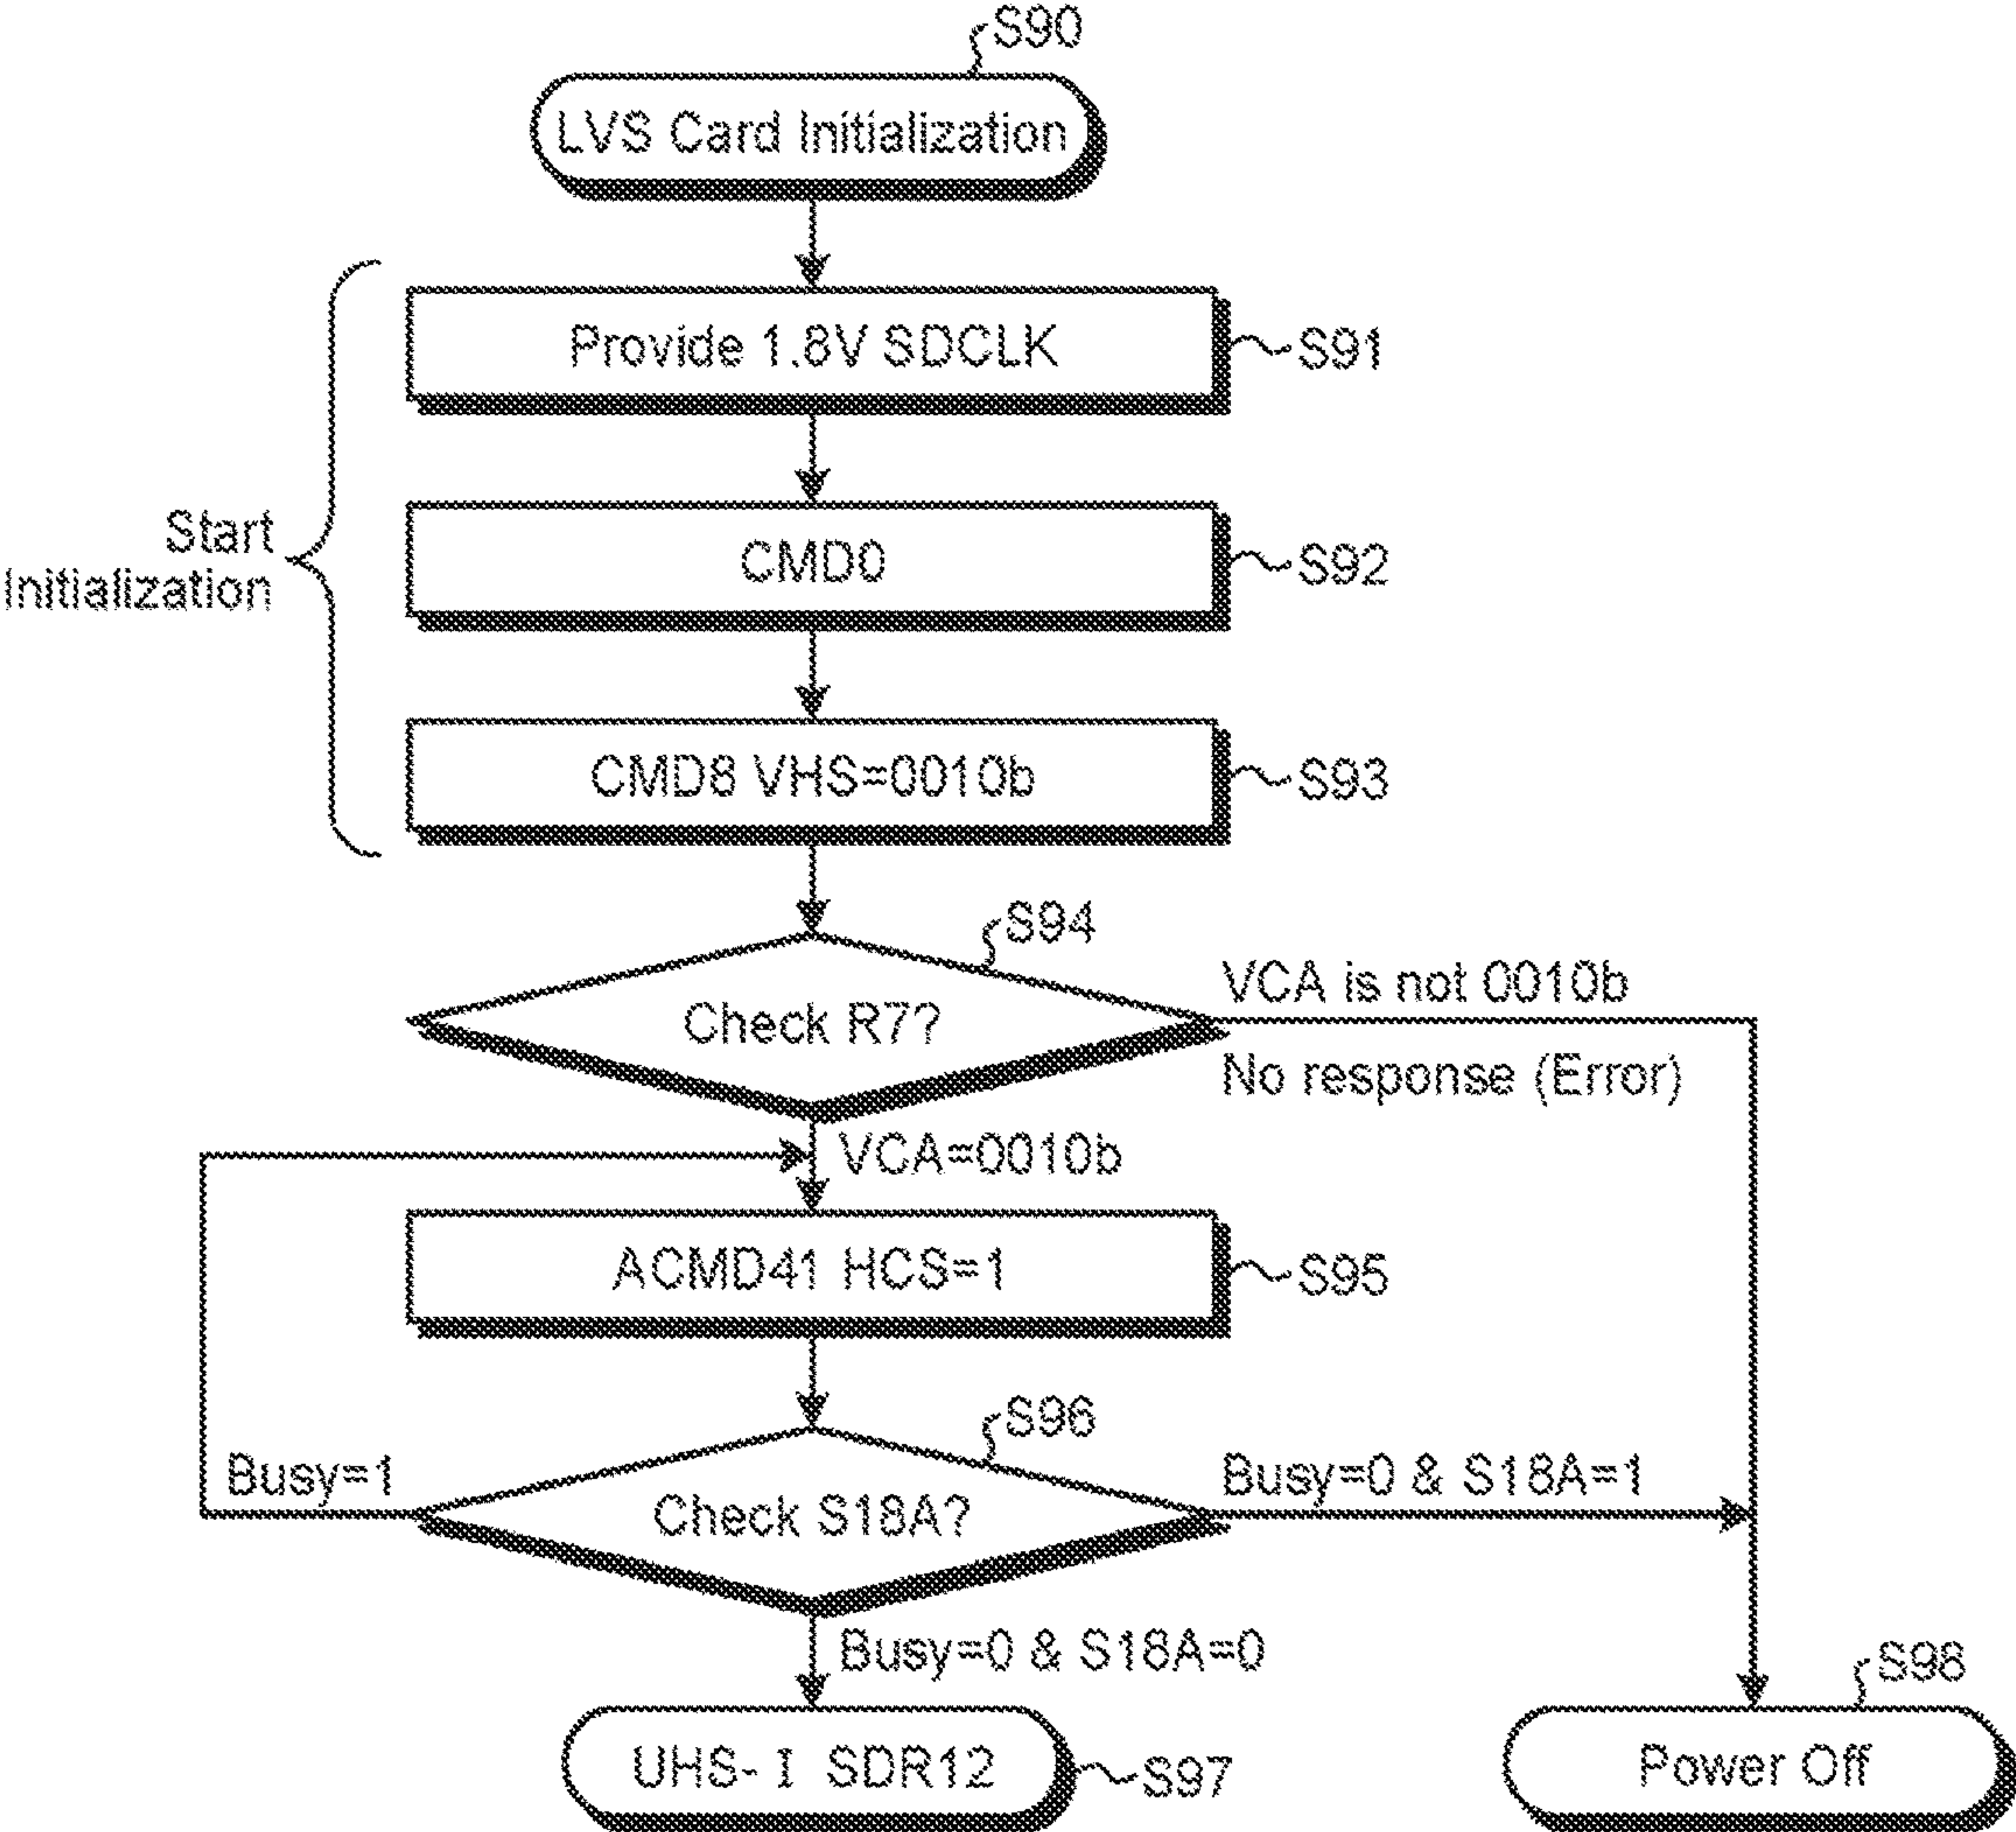 S90
LVS Card Initialization
Provide 1.8V SDCLK
S91
Start
Initialization
CMD0
S92
CMD8 VHS=0010b
S93
S94
Check R7?
VCA is not 0010b
No response (Error)
VCA=0010b
ACMD41 HCS=1
S95
S96
Busy=1
Check S18A?
Busy=0 & S18A=1
Busy=0 & S18A=0
UHS-I SDR12
S97
S98
Power Off